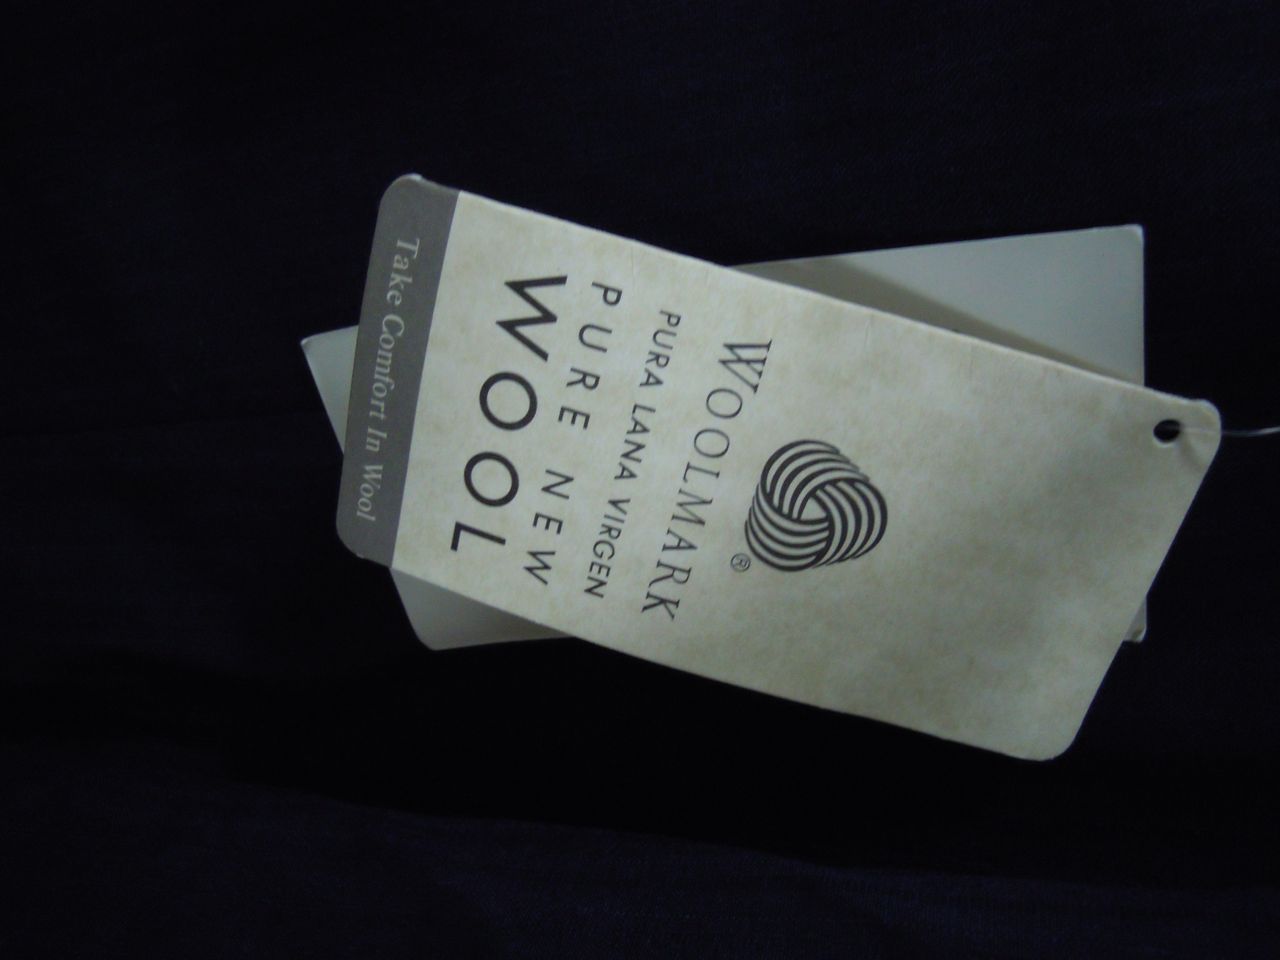 ®
WOOLMARK
PURA LANA VIRGEN
PURE NEW
WOOL
Take Comfort In Wool